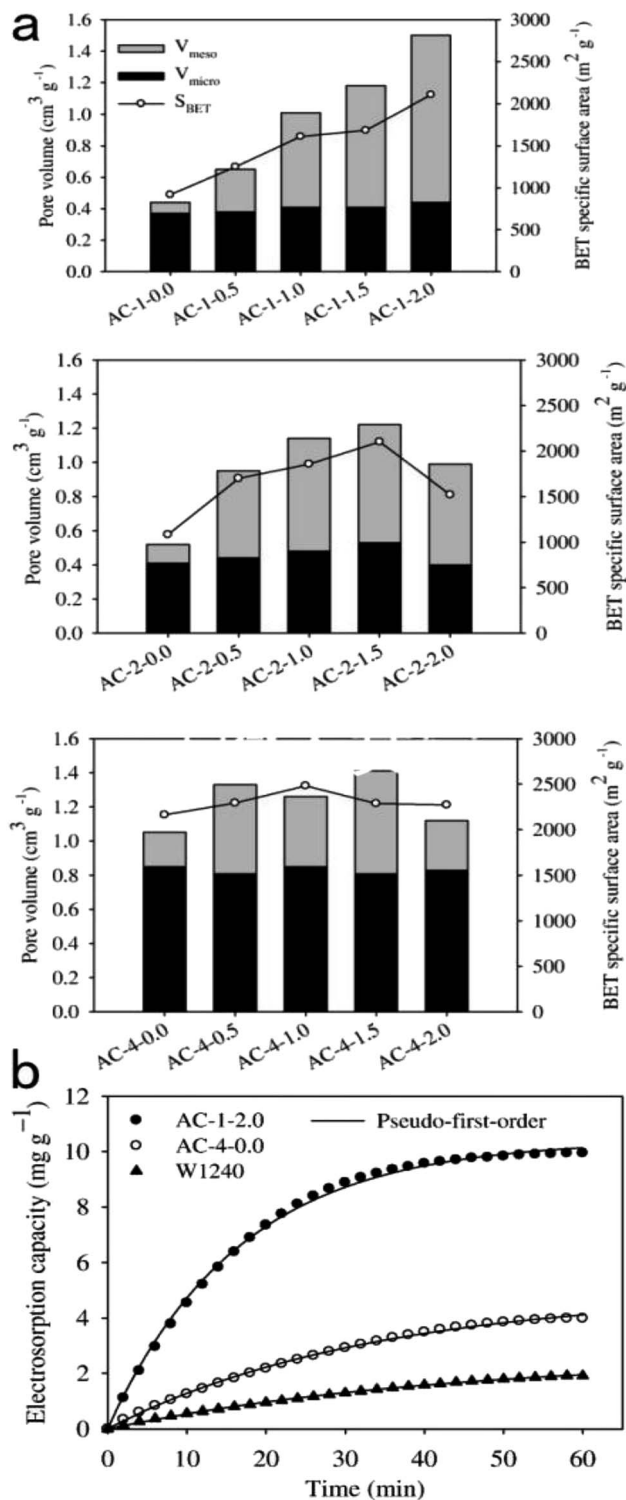 a
V meso
V micro
S BET
Pore volume (cm³ g⁻¹)
1.6
1.4
1.2
1.0
0.8
0.6
0.4
0.2
0.0
3000
2500
2000
1500
1000
500
0
BET specific surface area (m² g⁻¹)
AC-1-0.0
AC-1-0.5
AC-1-1.0
AC-1-1.5
AC-1-2.0
Pore volume (cm³ g⁻¹)
1.6
1.4
1.2
1.0
0.8
0.6
0.4
0.2
0.0
3000
2500
2000
1500
1000
500
0
BET specific surface area (m² g⁻¹)
AC-2-0.0
AC-2-0.5
AC-2-1.0
AC-2-1.5
AC-2-2.0
Pore volume (cm³ g⁻¹)
1.6
1.4
1.2
1.0
0.8
0.6
0.4
0.2
0.0
3000
2500
2000
1500
1000
500
0
BET specific surface area (m² g⁻¹)
AC-4-0.0
AC-4-0.5
AC-4-1.0
AC-4-1.5
AC-4-2.0
b
Electrosorption capacity (mg g⁻¹)
12
10
8
6
4
2
0
AC-1-2.0
AC-4-0.0
W1240
Pseudo-first-order
0 10 20 30 40 50 60
Time (min)